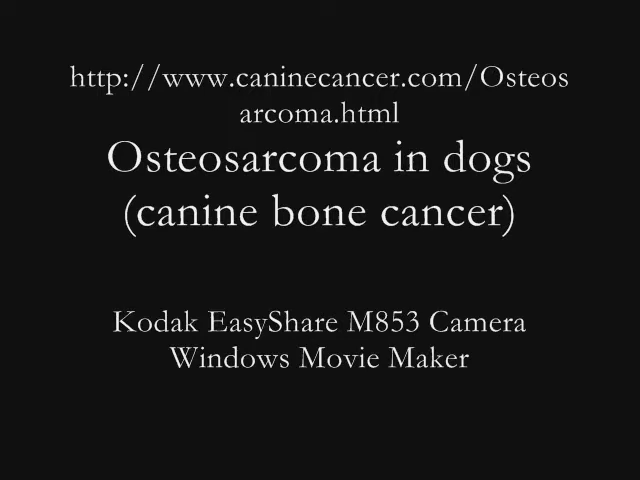 http://www.caninecancer.com/Osteos
arcoma.html
Osteosarcoma in dogs
(canine bone cancer)
Kodak EasyShare M853 Camera
Windows Movie Maker